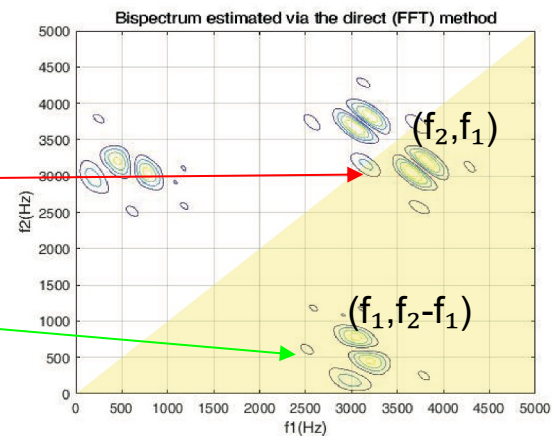 Bispectrum estimated via the direct (FFT) method
5000
4500
4000
3500
3000
2500
2000
1500
1000
500
0
f2(Hz)
(f₂,f₁)
(f₁,f₂-f₁)
0 500 1000 1500 2000 2500 3000 3500 4000 4500 5000
f1(Hz)